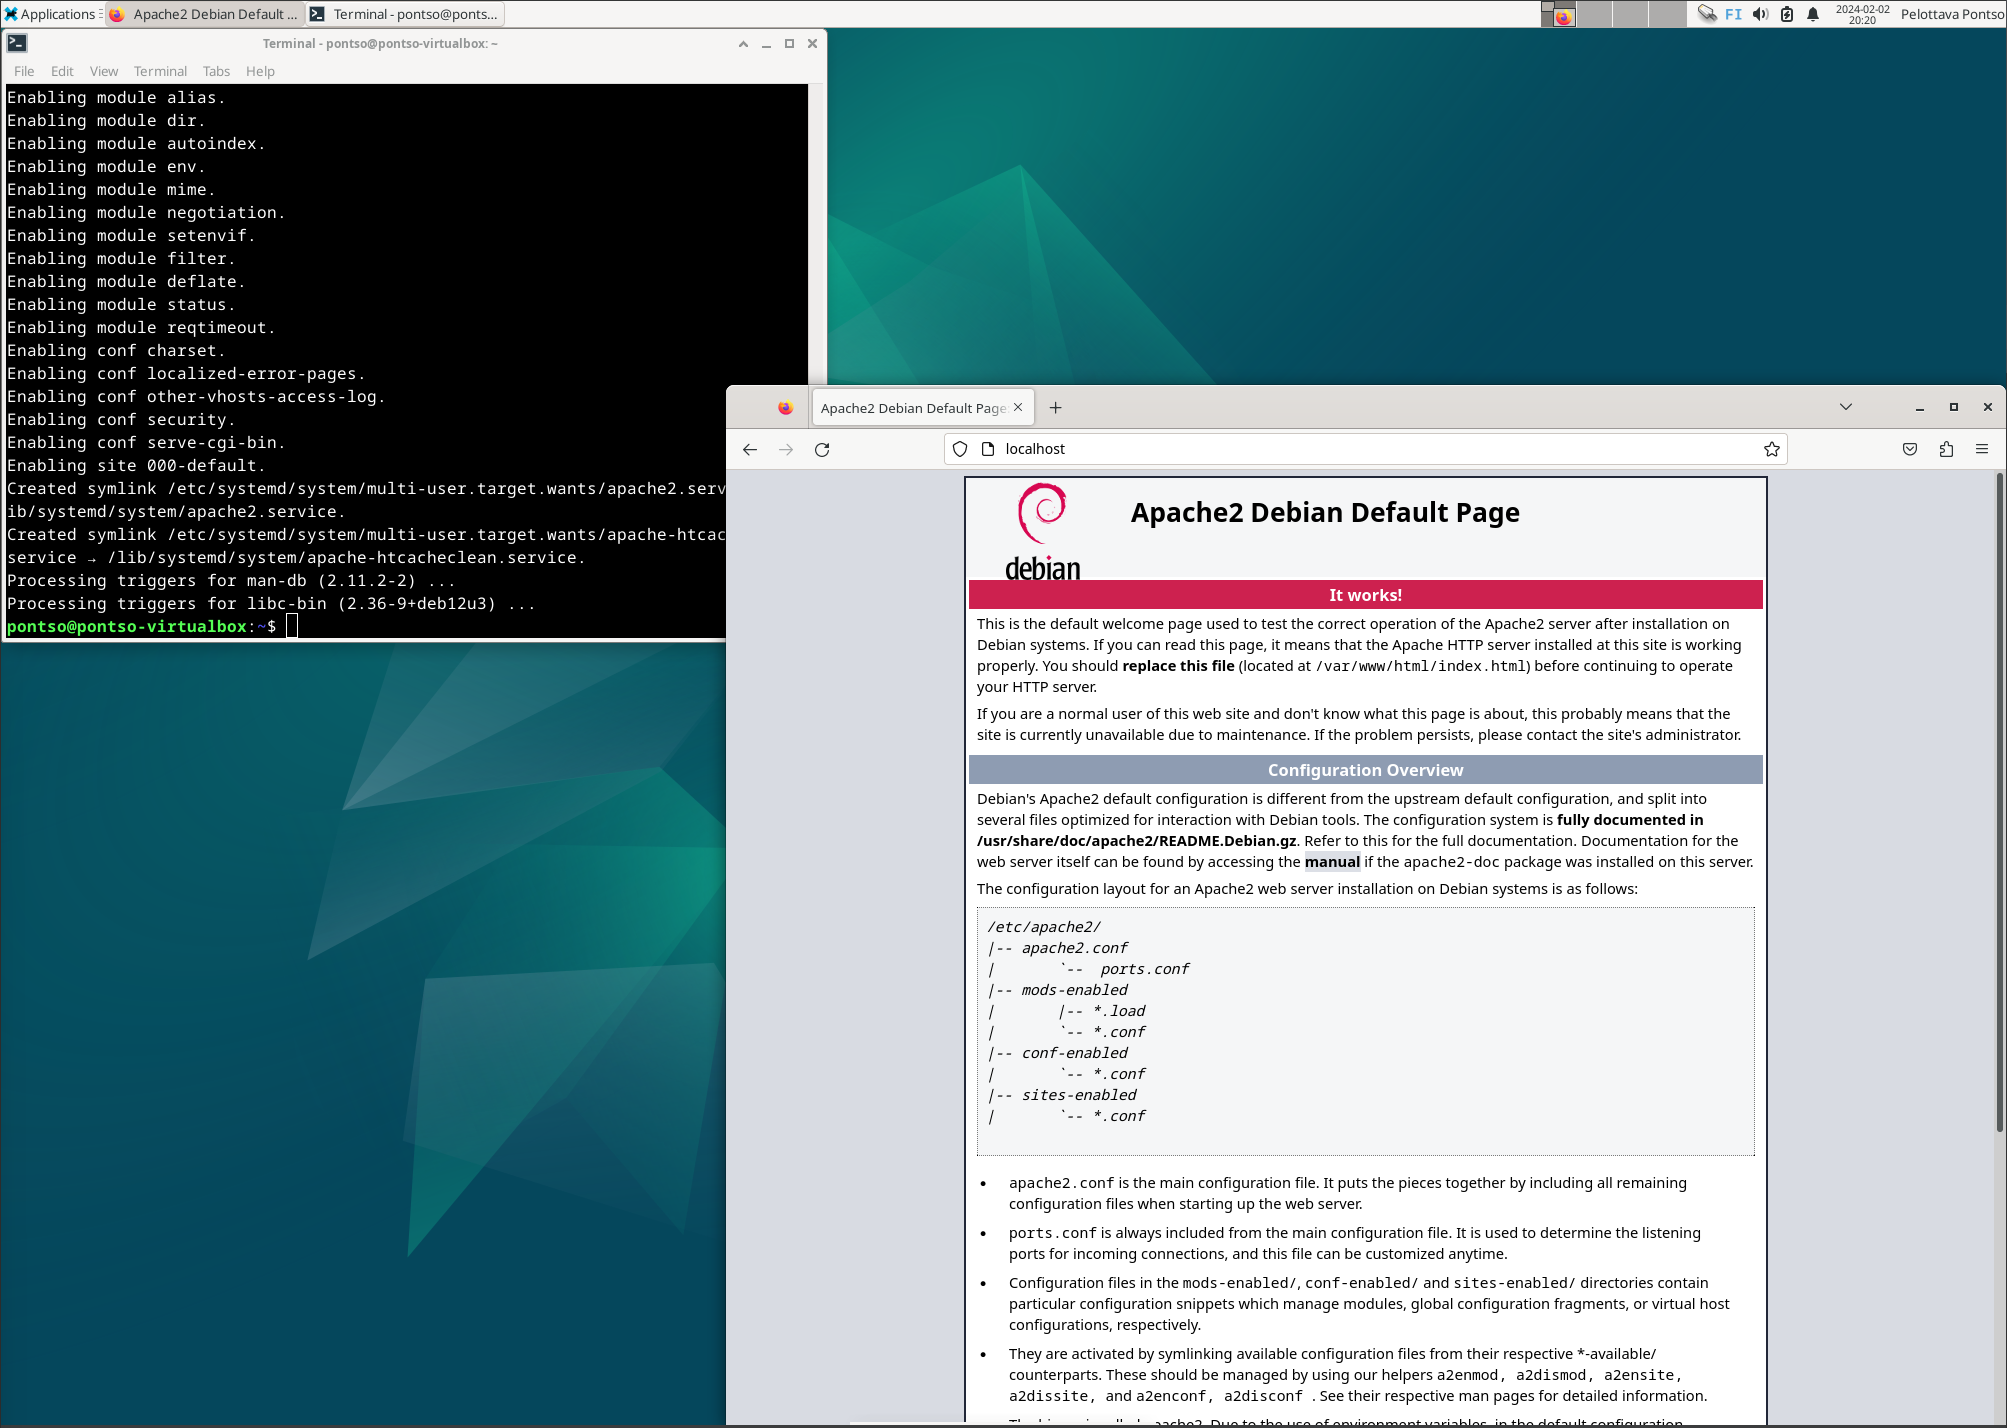 Applications
Apache2 Debian Default ...
Terminal - pontso@ponts...
FI
2024-02-02
20:20
Pelottava Pontso
Terminal - pontso@pontso-virtualbox: ~
File Edit View Terminal Tabs Help
Enabling module alias.
Enabling module dir.
Enabling module autoindex.
Enabling module env.
Enabling module mime.
Enabling module negotiation.
Enabling module setenvif.
Enabling module filter.
Enabling module deflate.
Enabling module status.
Enabling module reqtimeout.
Enabling conf charset.
Enabling conf localized-error-pages.
Enabling conf other-vhosts-access-log.
Enabling conf security.
Enabling conf serve-cgi-bin.
Enabling site 000-default.
Created symlink /etc/systemd/system/multi-user.target.wants/apache2.serv
ib/systemd/system/apache2.service.
Created symlink /etc/systemd/system/multi-user.target.wants/apache-htcac
service → /lib/systemd/system/apache-htcacheclean.service.
Processing triggers for man-db (2.11.2-2) ...
Processing triggers for libc-bin (2.36-9+deb12u3) ...
pontso@pontso-virtualbox:~$
Apache2 Debian Default Page
localhost
debian
Apache2 Debian Default Page
It works!
This is the default welcome page used to test the correct operation of the Apache2 server after installation on
Debian systems. If you can read this page, it means that the Apache HTTP server installed at this site is working
properly. You should replace this file (located at /var/www/html/index.html) before continuing to operate
your HTTP server.
If you are a normal user of this web site and don't know what this page is about, this probably means that the
site is currently unavailable due to maintenance. If the problem persists, please contact the site's administrator.
Configuration Overview
Debian's Apache2 default configuration is different from the upstream default configuration, and split into
several files optimized for interaction with Debian tools. The configuration system is fully documented in
/usr/share/doc/apache2/README.Debian.gz. Refer to this for the full documentation. Documentation for the
web server itself can be found by accessing the manual if the apache2-doc package was installed on this server.
The configuration layout for an Apache2 web server installation on Debian systems is as follows:
/etc/apache2/
|-- apache2.conf
|       `--  ports.conf
|-- mods-enabled
|       |-- *.load
|       `-- *.conf
|-- conf-enabled
|       `-- *.conf
|-- sites-enabled
|       `-- *.conf
• apache2.conf is the main configuration file. It puts the pieces together by including all remaining
configuration files when starting up the web server.
• ports.conf is always included from the main configuration file. It is used to determine the listening
ports for incoming connections, and this file can be customized anytime.
• Configuration files in the mods-enabled/, conf-enabled/ and sites-enabled/ directories contain
particular configuration snippets which manage modules, global configuration fragments, or virtual host
configurations, respectively.
• They are activated by symlinking available configuration files from their respective *-available/
counterparts. These should be managed by using our helpers a2enmod, a2dismod, a2ensite,
a2dissite, and a2enconf, a2disconf . See their respective man pages for detailed information.